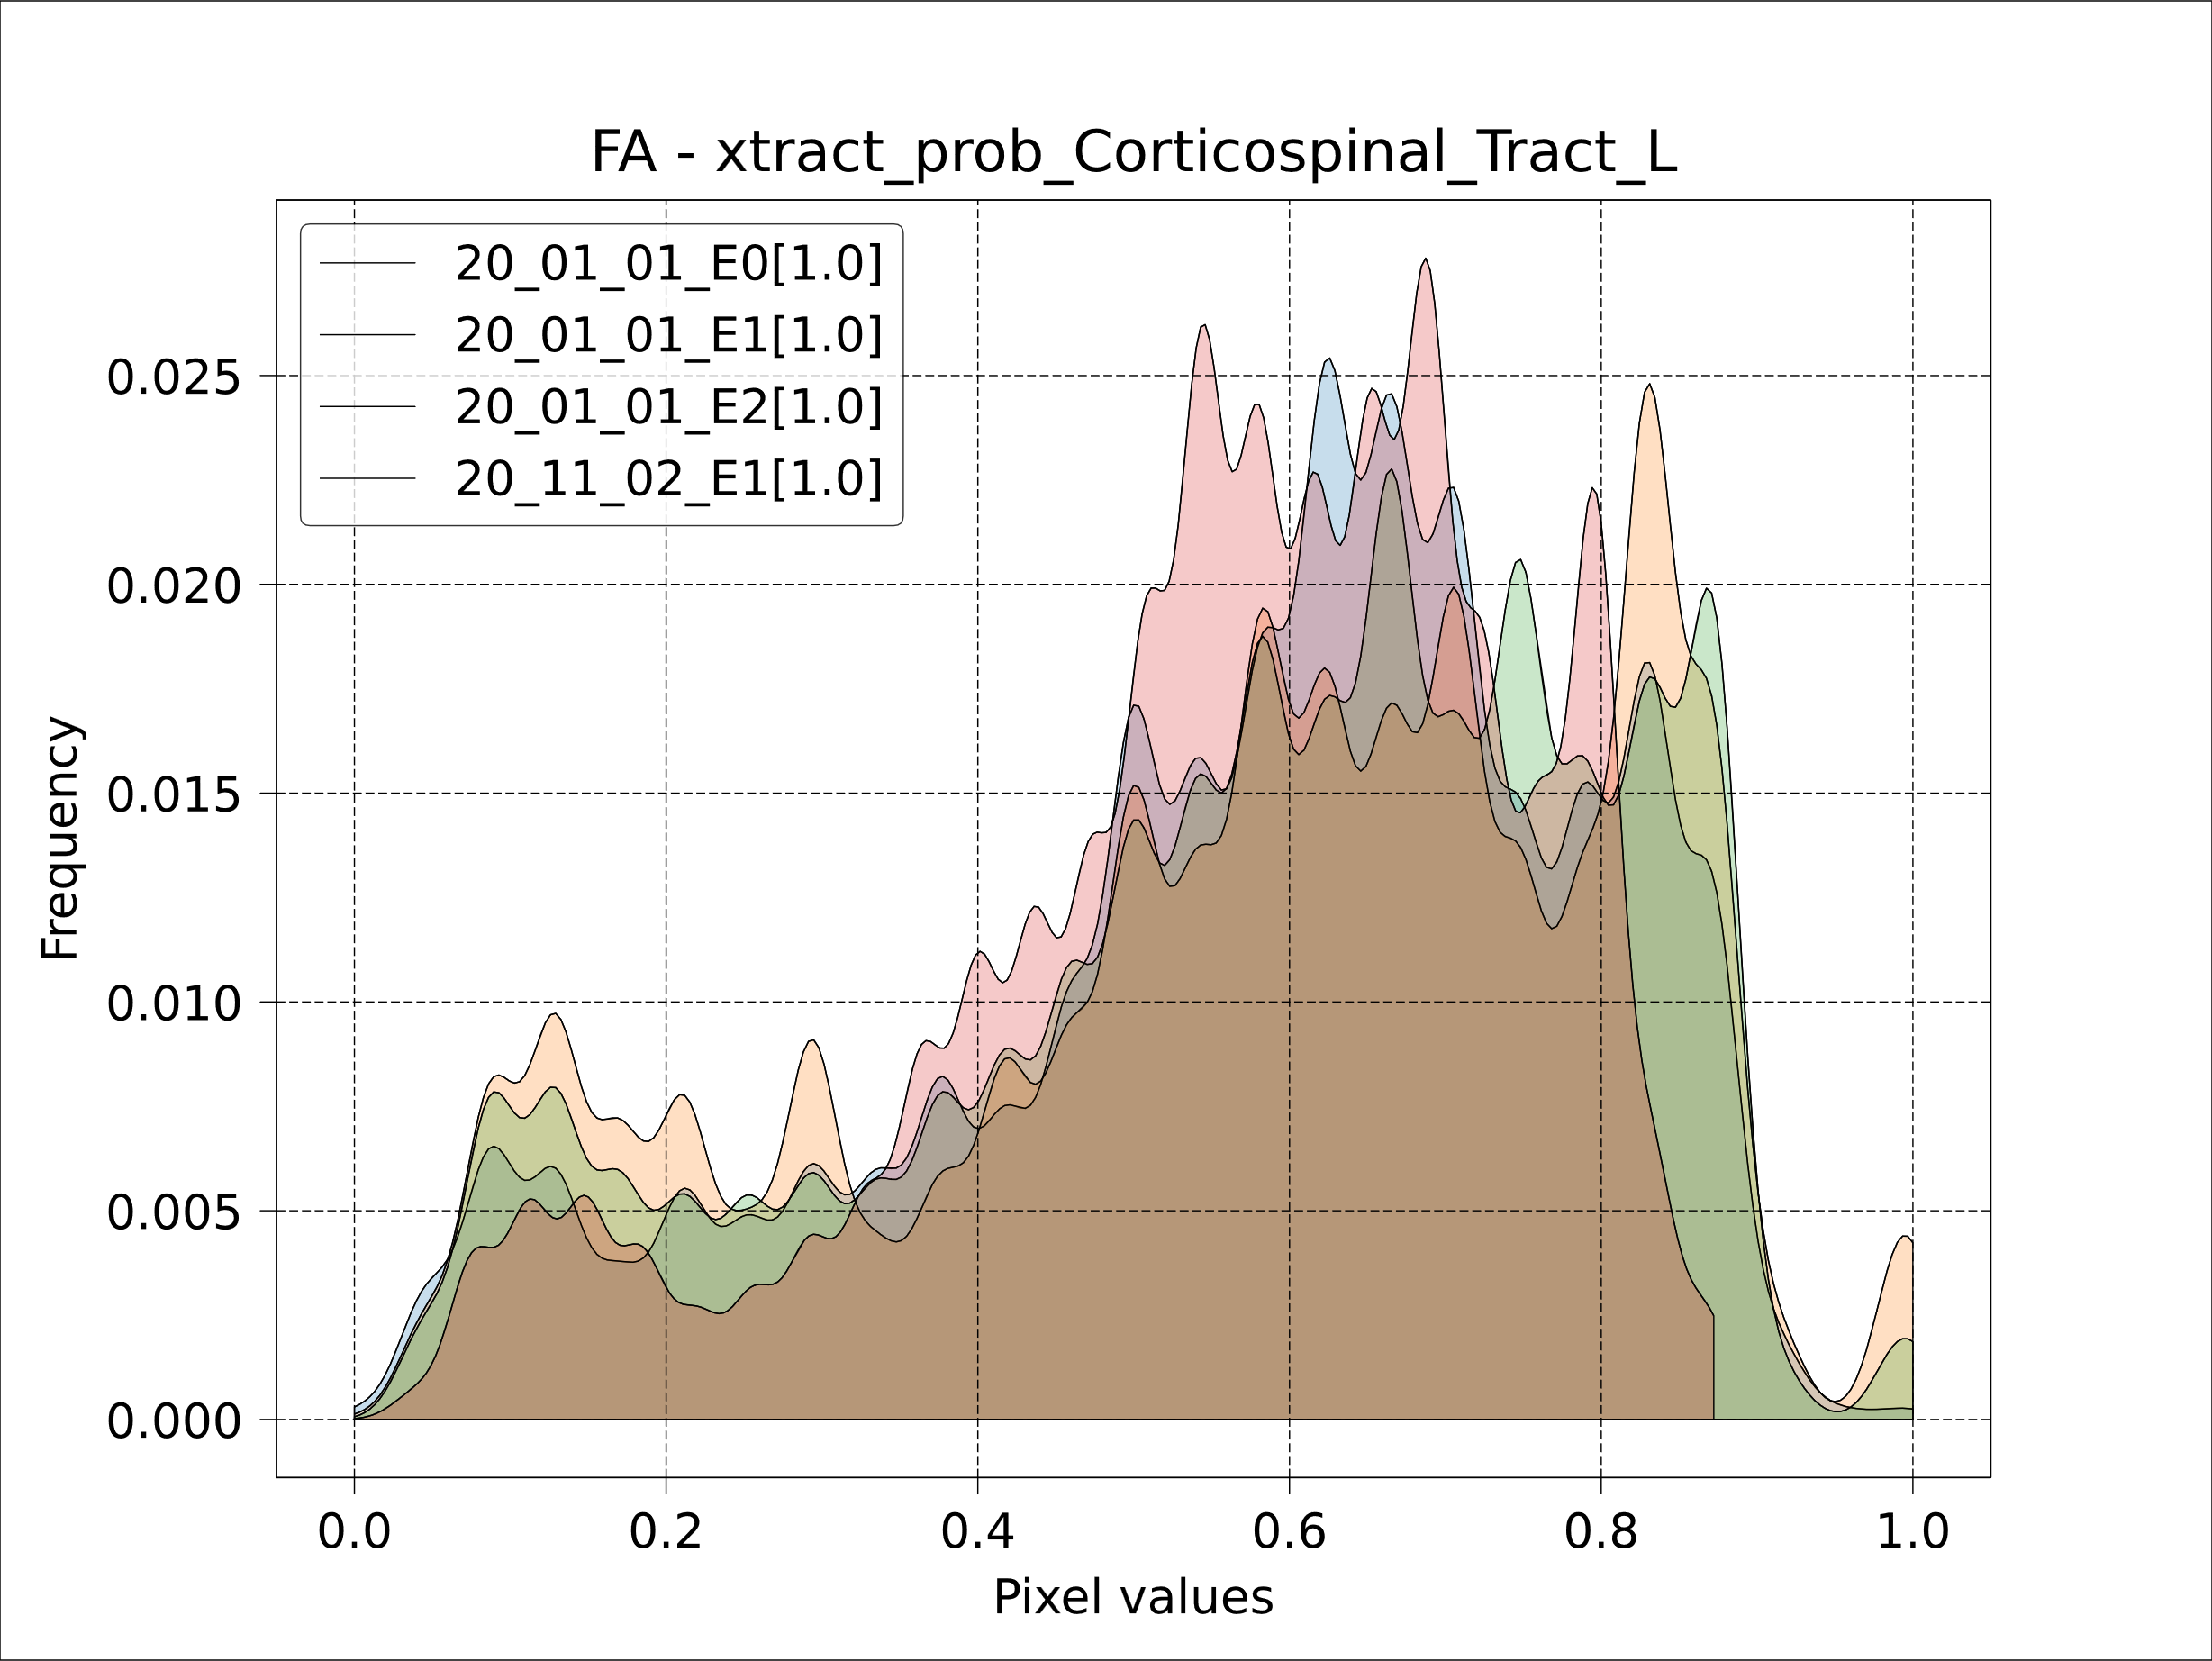 FA - xtract_prob_Corticospinal_Tract_L
20_01_01_E0[1.0]
20_01_01_E1[1.0]
20_01_01_E2[1.0]
20_11_02_E1[1.0]
0.025
0.020
0.015
0.010
0.005
0.000
Frequency
0.0 0.2 0.4 0.6 0.8 1.0
Pixel values